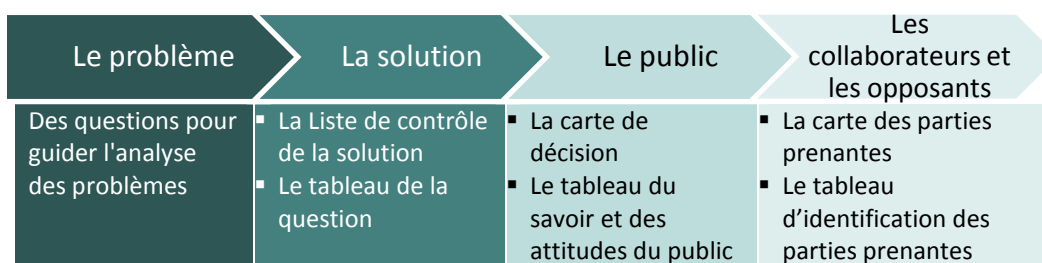 Le problème
Des questions pour
guider l'analyse
des problèmes
La solution
▪ La Liste de contrôle
de la solution
▪ Le tableau de la
question
Le public
▪ La carte de
décision
▪ Le tableau du
savoir et des
attitudes du public
Les
collaborateurs et
les opposants
▪ La carte des parties
prenantes
▪ Le tableau
d’identification des
parties prenantes